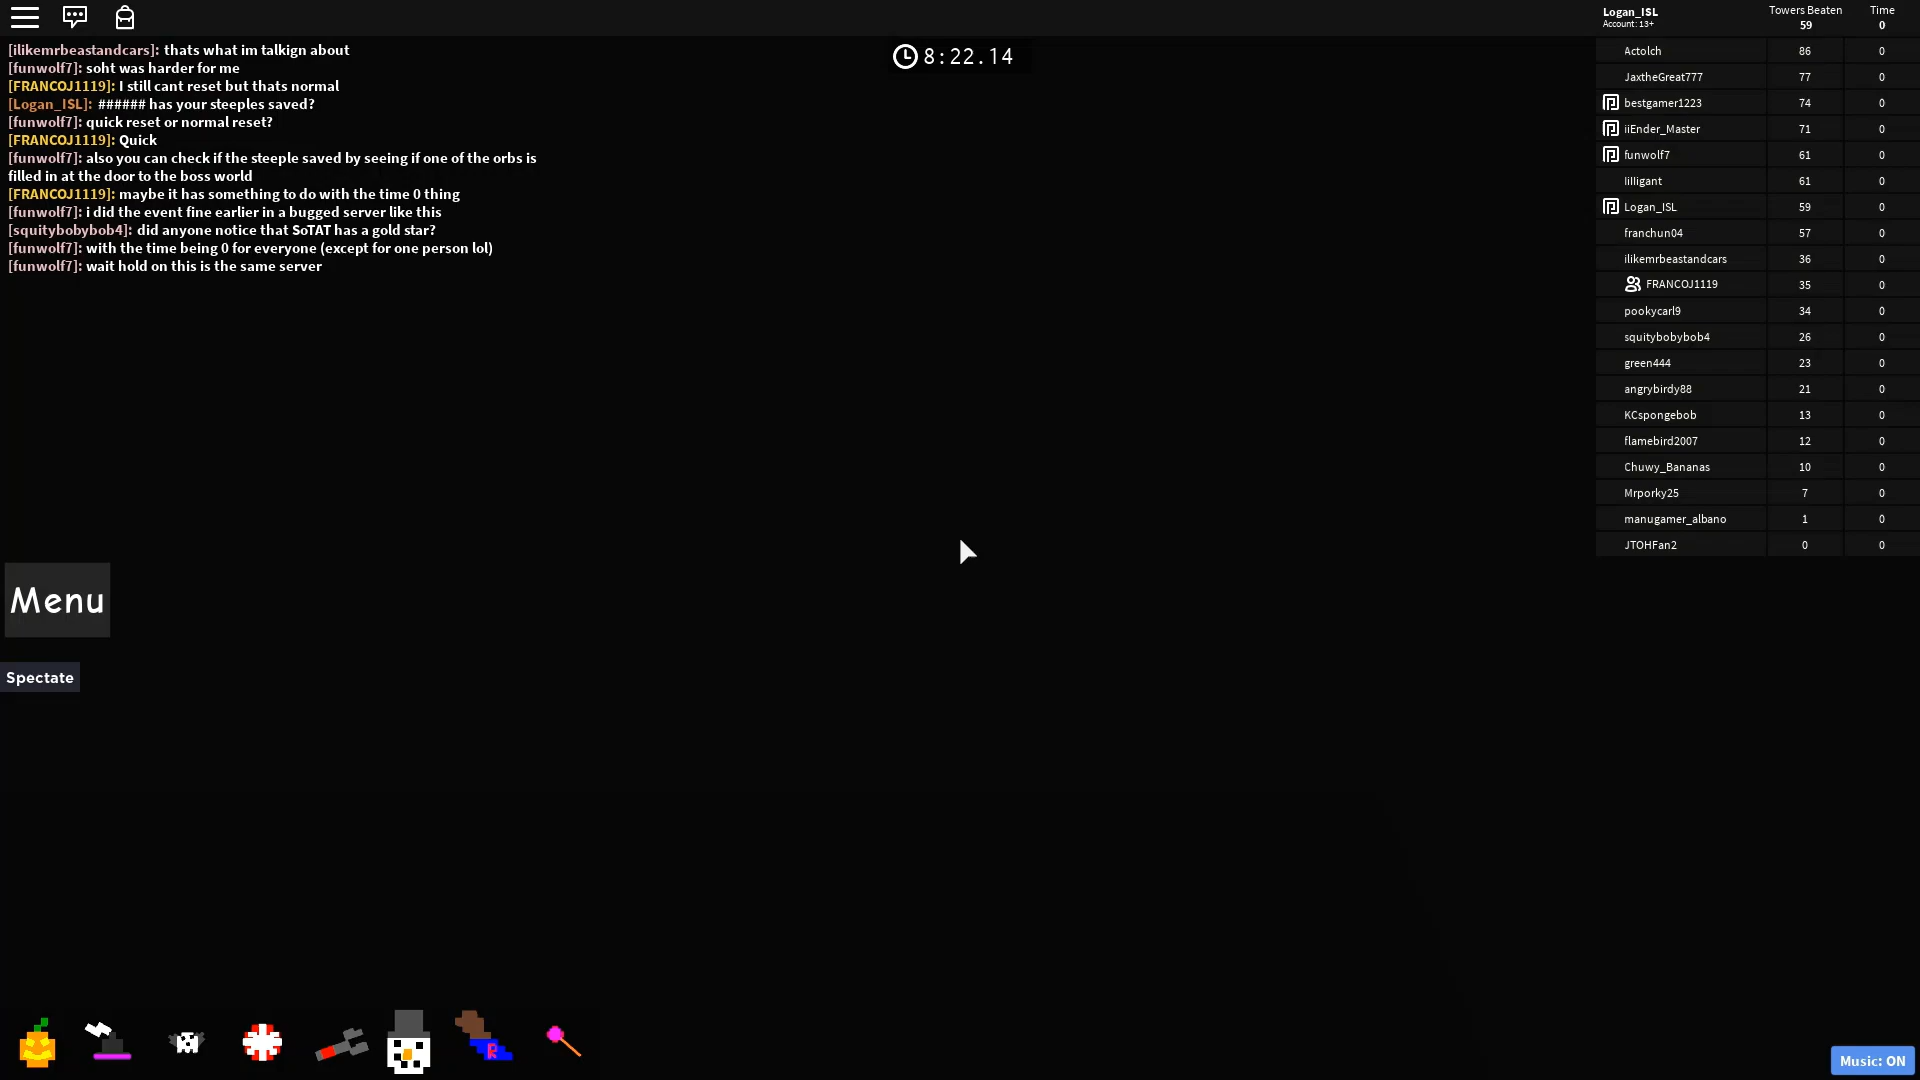 Logan_ISL
Account: 13+
Towers Beaten
59
Time
0
[ilikemrbeastandcars]: thats what im talkign about
[funwolf7]: soht was harder for me
[FRANCOJ1119]: I still cant reset but thats normal
[Logan_ISL]: ###### has your steeples saved?
[funwolf7]: quick reset or normal reset?
[FRANCOJ1119]: Quick
[funwolf7]: also you can check if the steeple saved by seeing if one of the orbs is
filled in at the door to the boss world
[FRANCOJ1119]: maybe it has something to do with the time 0 thing
[funwolf7]: i did the event fine earlier in a bugged server like this
[squitybobybob4]: did anyone notice that SoTAT has a gold star?
[funwolf7]: with the time being 0 for everyone (except for one person lol)
[funwolf7]: wait hold on this is the same server
8:22.14
Actolch 86 0
JaxtheGreat777 77 0
bestgamer1223 74 0
iiEnder_Master 71 0
funwolf7 61 0
lilligant 61 0
Logan_ISL 59 0
franchun04 57 0
ilikemrbeastandcars 36 0
FRANCOJ1119 35 0
pookycarl9 34 0
squitybobybob4 26 0
green444 23 0
angrybirdy88 21 0
KCspongebob 13 0
flamebird2007 12 0
Chuwy_Bananas 10 0
Mrporky25 7 0
manugamer_albano 1 0
JTOHFan2 0 0
Menu
Spectate
R
Music: ON